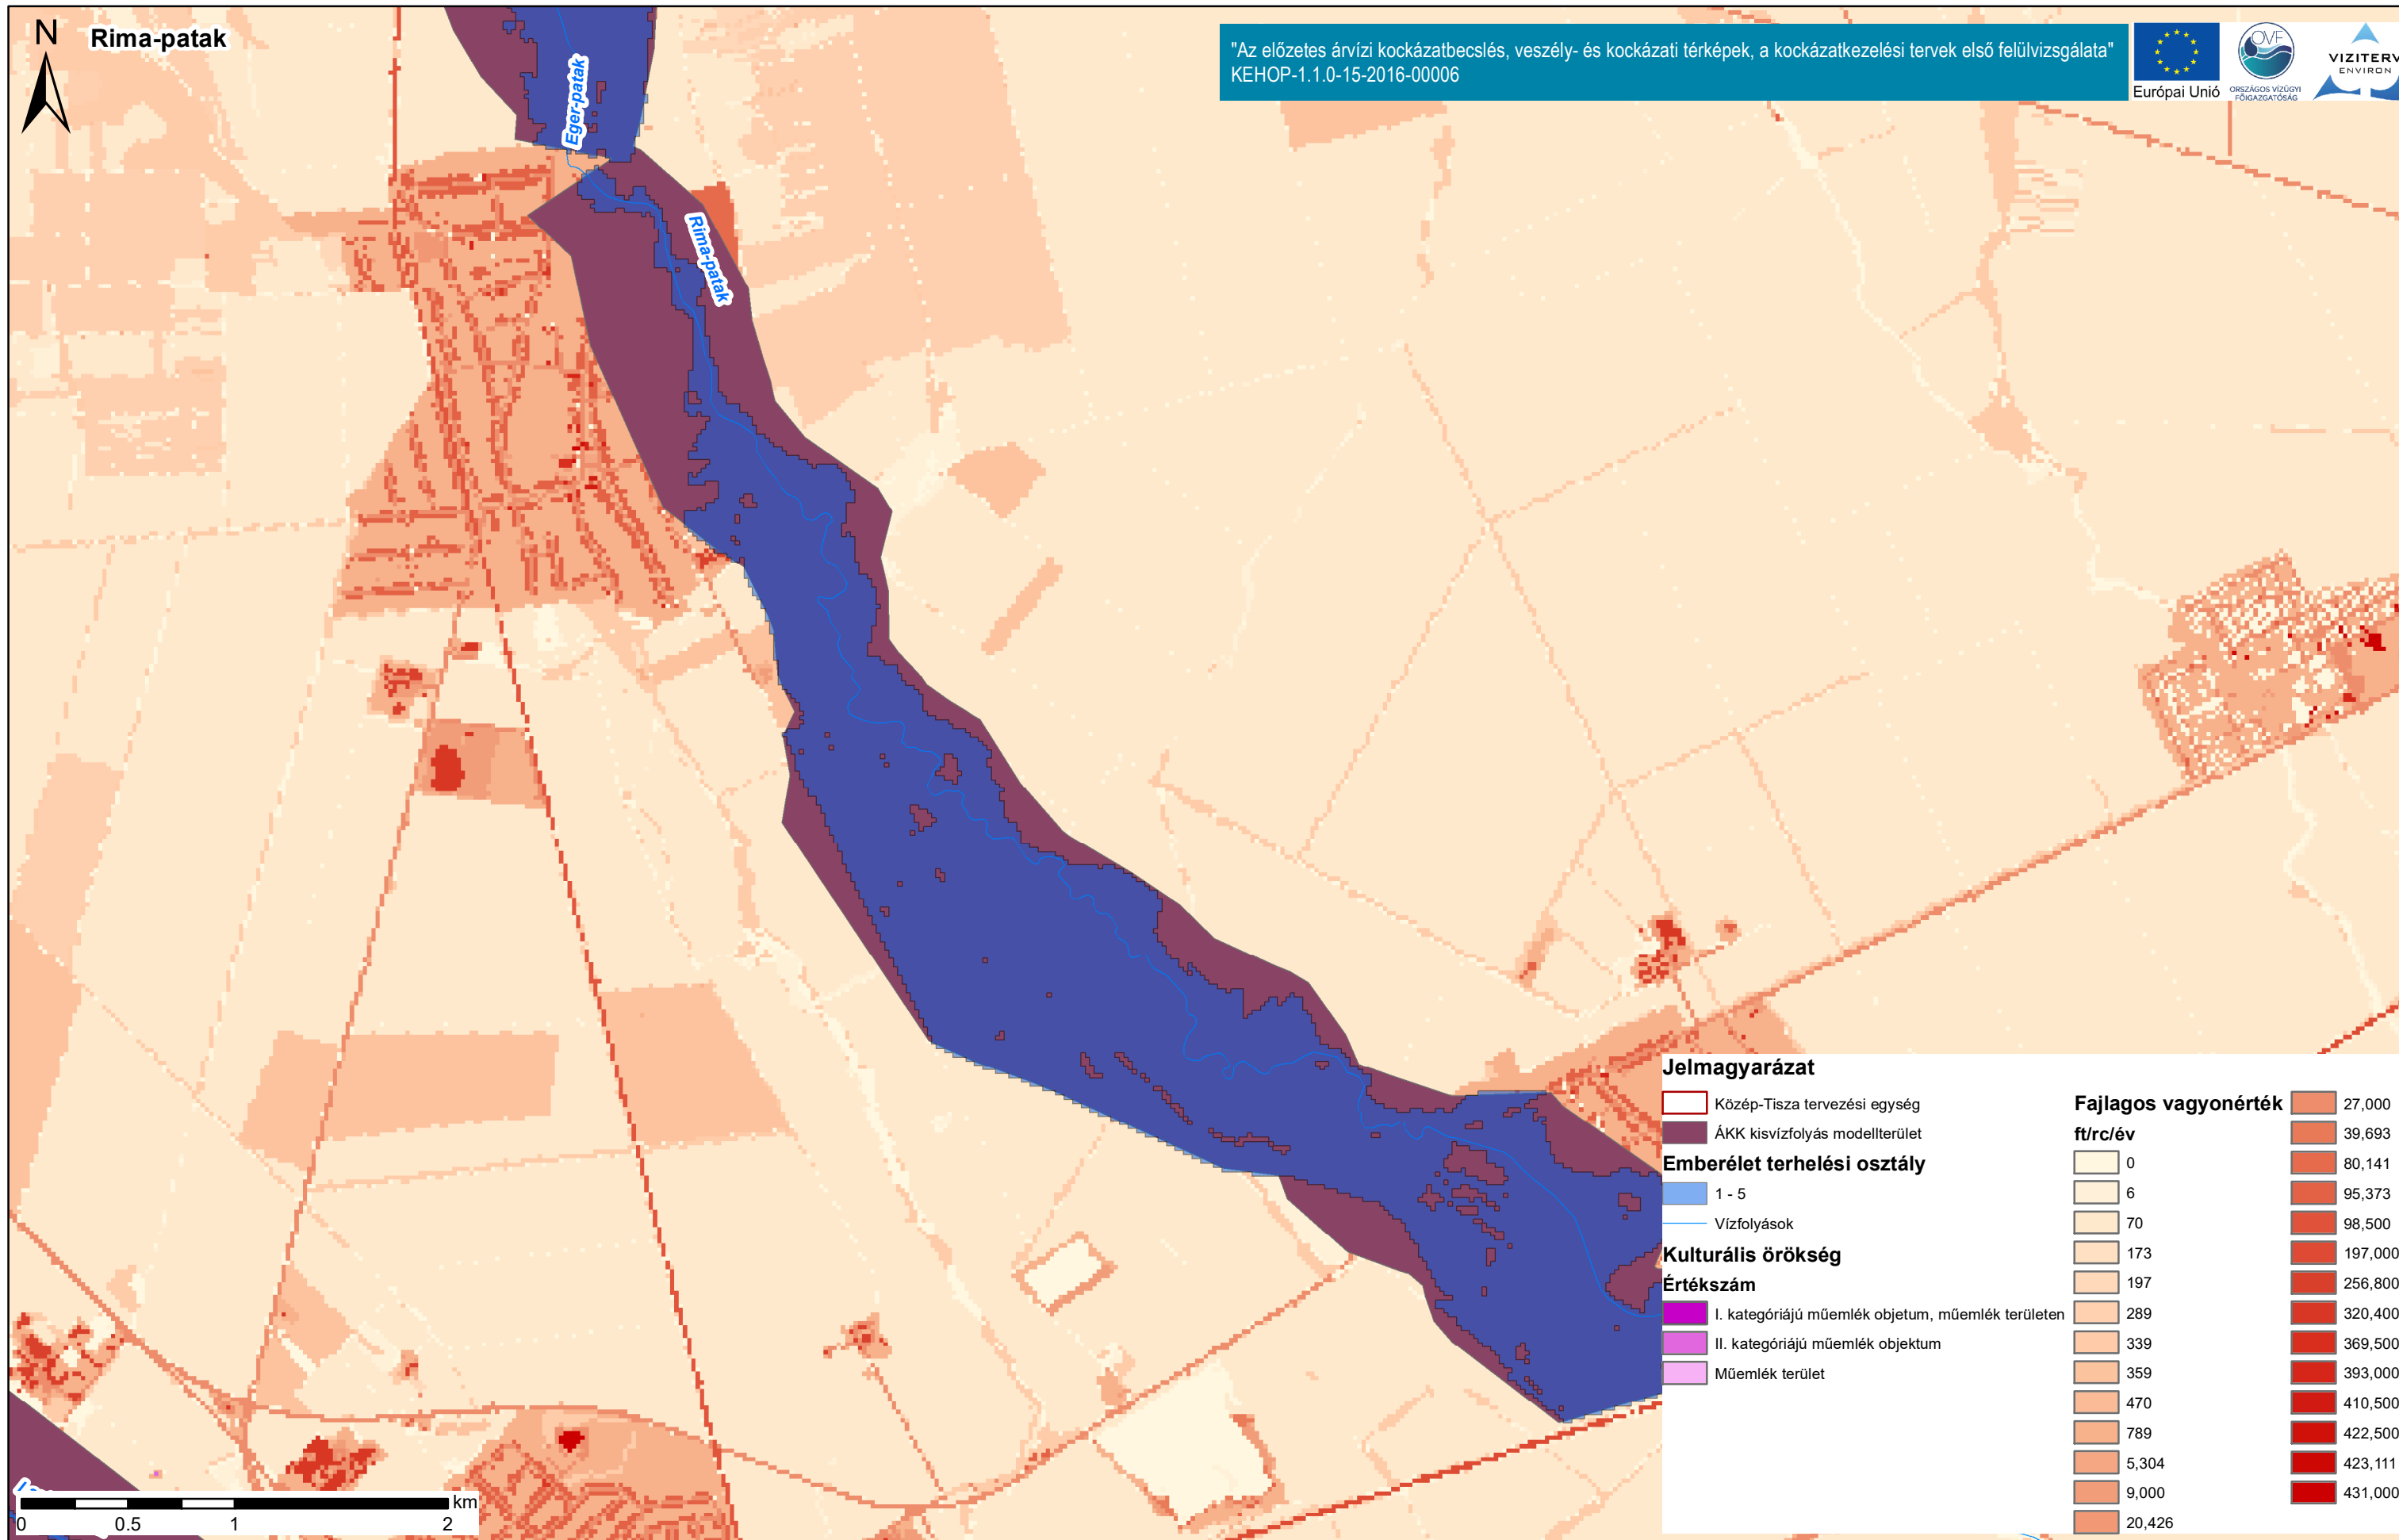 N
Rima-patak
"Az előzetes árvízi kockázatbecslés, veszély- és kockázati térképek, a kockázatkezelési tervek első felülvizsgálata"
KEHOP-1.1.0-15-2016-00006
Európai Unió
OVF
ORSZÁGOS VÍZÜGYI
FŐIGAZGATÓSÁG
VIZITERV
ENVIRON
Eger-patak
Rima-patak
Jelmagyarázat
Közép-Tisza tervezési egység
ÁKK kisvízfolyás modellterület
Emberélet terhelési osztály
1 - 5
Vízfolyások
Kulturális örökség
Értékszám
I. kategóriájú műemlék objetum, műemlék területen
II. kategóriájú műemlék objektum
Műemlék terület
Fajlagos vagyonérték
ft/rc/év
0
6
70
173
197
289
339
359
470
789
5,304
9,000
20,426
27,000
39,693
80,141
95,373
98,500
197,000
256,800
320,400
369,500
393,000
410,500
422,500
423,111
431,000
km
0 0.5 1 2